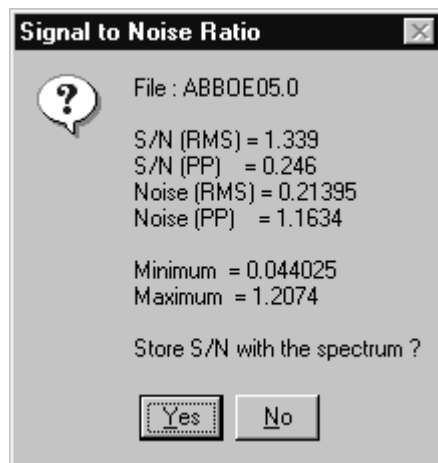 Signal to Noise Ratio
File : ABBOE05.0
S/N (RMS) = 1.339
S/N (PP) = 0.246
Noise (RMS) = 0.21395
Noise (PP) = 1.1634
Minimum = 0.044025
Maximum = 1.2074
Store S/N with the spectrum ?
Yes
No